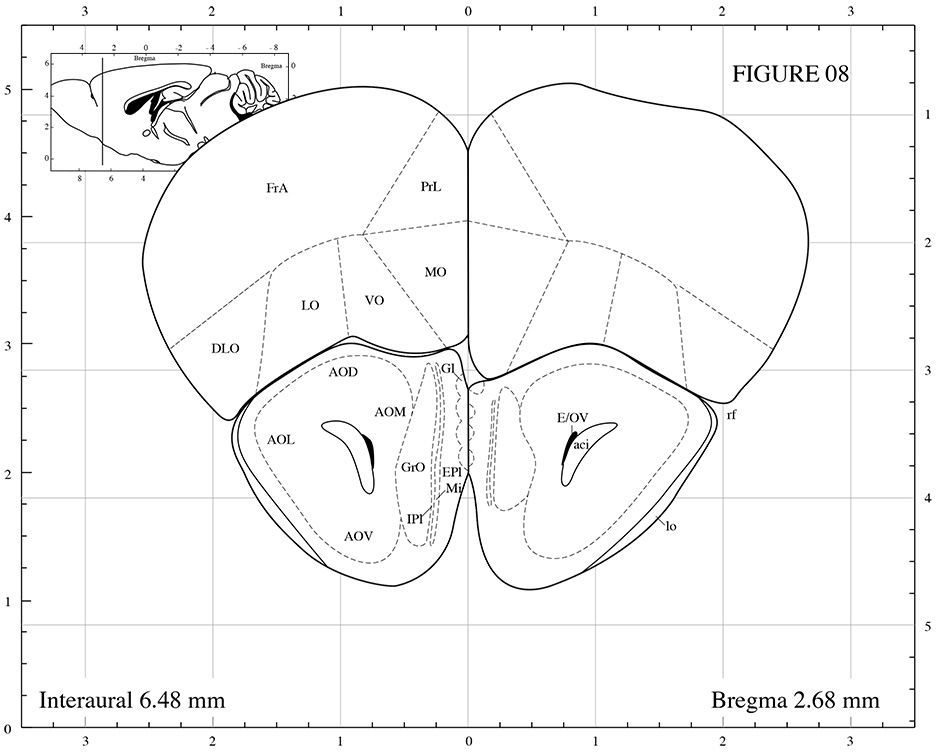 3 2 1 0 1 2 3
4 2 0 -2 -4 -6 -8
Bregma
Bregma 0
6
4
2
0
8 6 4
FIGURE 08
5
4
3
2
1
0
1
2
3
4
5
FrA
PrL
MO
VO
LO
DLO
AOD
Gl
AOM
AOL
GrO
EPl
Mi
IPl
AOV
E/OV
aci
rf
lo
Interaural 6.48 mm
Bregma 2.68 mm
3 2 1 0 1 2 3